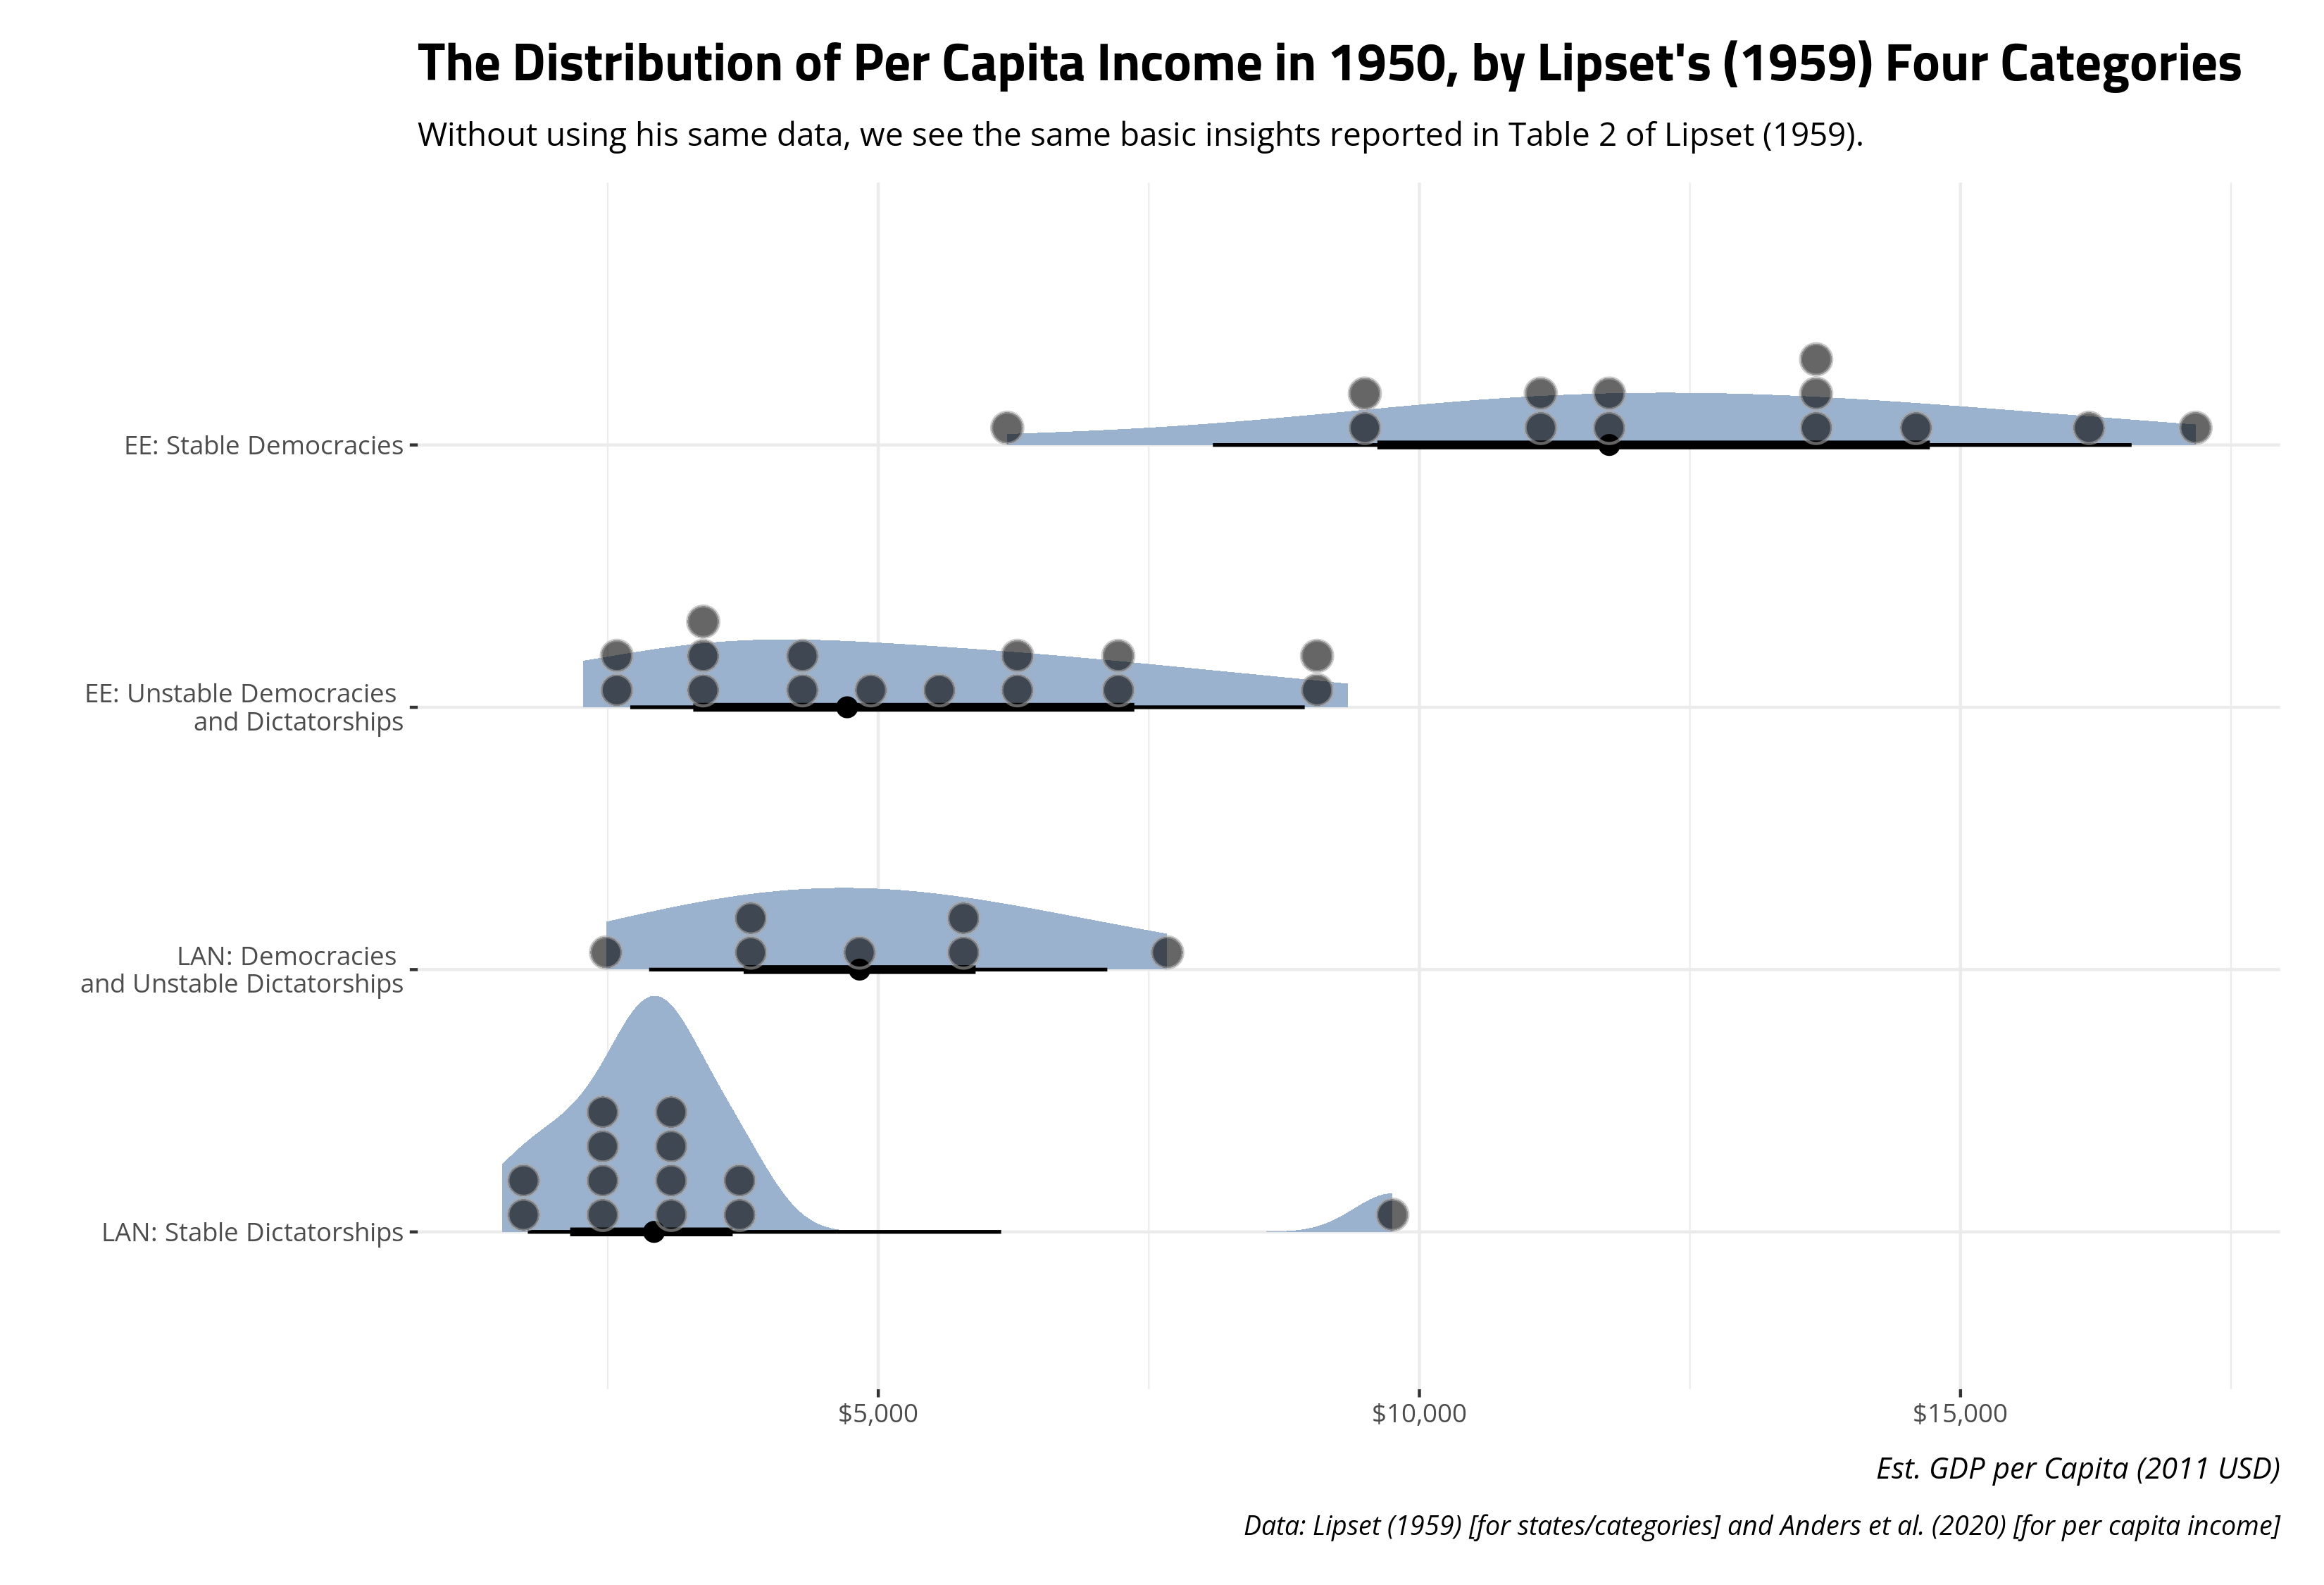 The Distribution of Per Capita Income in 1950, by Lipset's (1959) Four Categories
Without using his same data, we see the same basic insights reported in Table 2 of Lipset (1959).
EE: Stable Democracies
EE: Unstable Democracies
and Dictatorships
LAN: Democracies
and Unstable Dictatorships
LAN: Stable Dictatorships
$5,000
$10,000
$15,000
Est. GDP per Capita (2011 USD)
Data: Lipset (1959) [for states/categories] and Anders et al. (2020) [for per capita income]